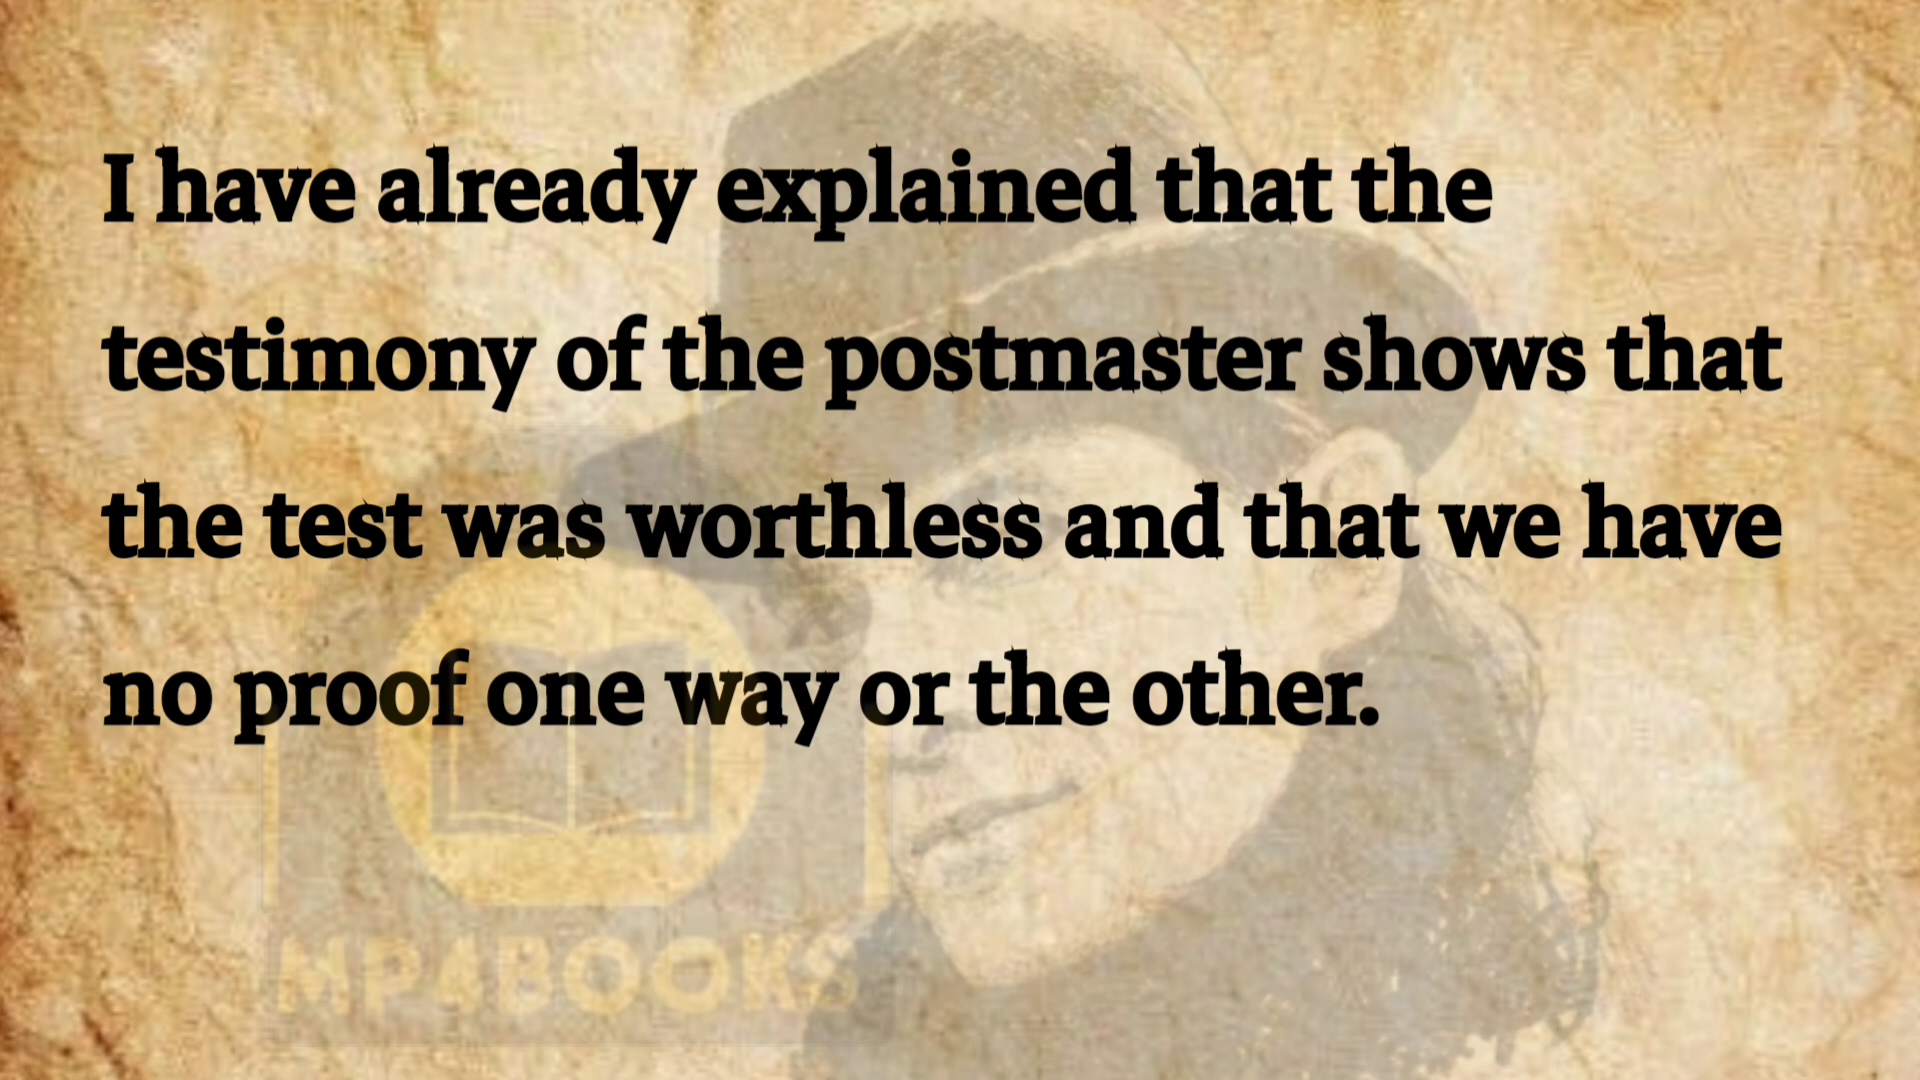 I have already explained that the
testimony of the postmaster shows that
the test was worthless and that we have
no proof one way or the other.
MP4BOOKS